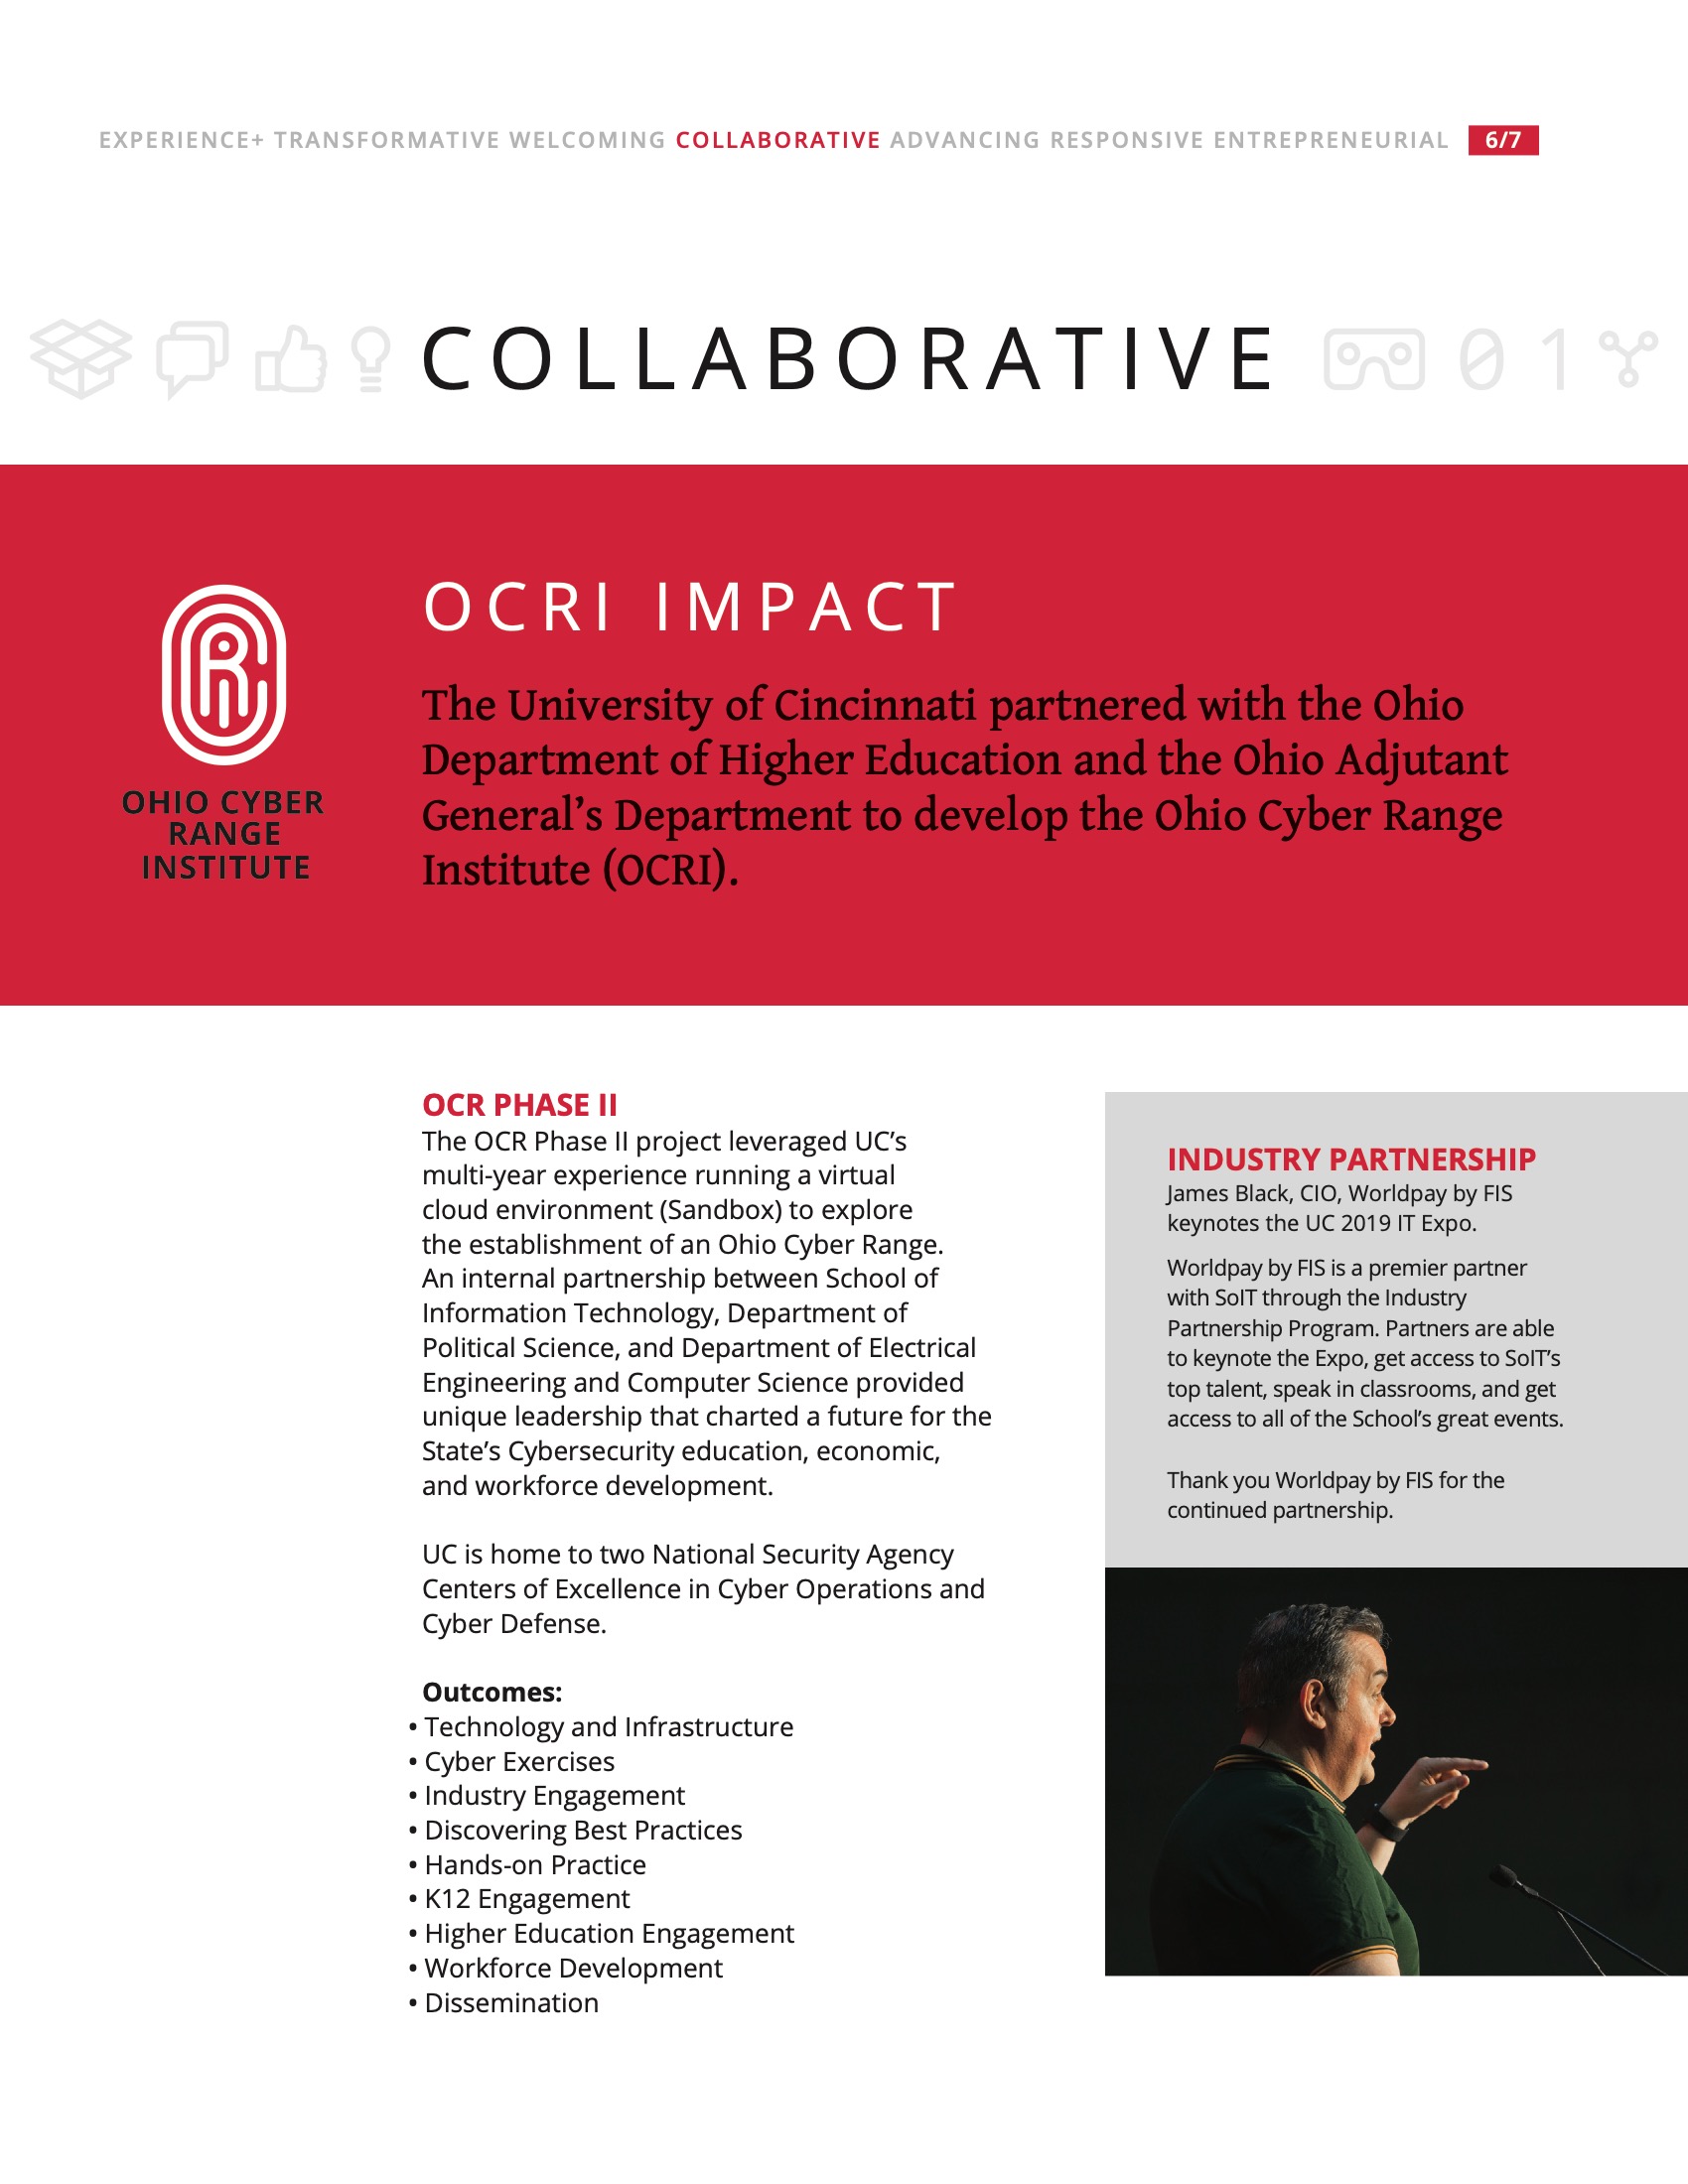 EXPERIENCE+ TRANSFORMATIVE WELCOMING COLLABORATIVE ADVANCING RESPONSIVE ENTREPRENEURIAL 6/7
COLLABORATIVE 0 1
OHIO CYBER
RANGE
INSTITUTE
OCRI IMPACT
The University of Cincinnati partnered with the Ohio
Department of Higher Education and the Ohio Adjutant
General’s Department to develop the Ohio Cyber Range
Institute (OCRI).
OCR PHASE II
The OCR Phase II project leveraged UC’s
multi-year experience running a virtual
cloud environment (Sandbox) to explore
the establishment of an Ohio Cyber Range.
An internal partnership between School of
Information Technology, Department of
Political Science, and Department of Electrical
Engineering and Computer Science provided
unique leadership that charted a future for the
State’s Cybersecurity education, economic,
and workforce development.
UC is home to two National Security Agency
Centers of Excellence in Cyber Operations and
Cyber Defense.
Outcomes:
• Technology and Infrastructure
• Cyber Exercises
• Industry Engagement
• Discovering Best Practices
• Hands-on Practice
• K12 Engagement
• Higher Education Engagement
• Workforce Development
• Dissemination
INDUSTRY PARTNERSHIP
James Black, CIO, Worldpay by FIS
keynotes the UC 2019 IT Expo.
Worldpay by FIS is a premier partner
with SoIT through the Industry
Partnership Program. Partners are able
to keynote the Expo, get access to SoIT’s
top talent, speak in classrooms, and get
access to all of the School’s great events.
Thank you Worldpay by FIS for the
continued partnership.